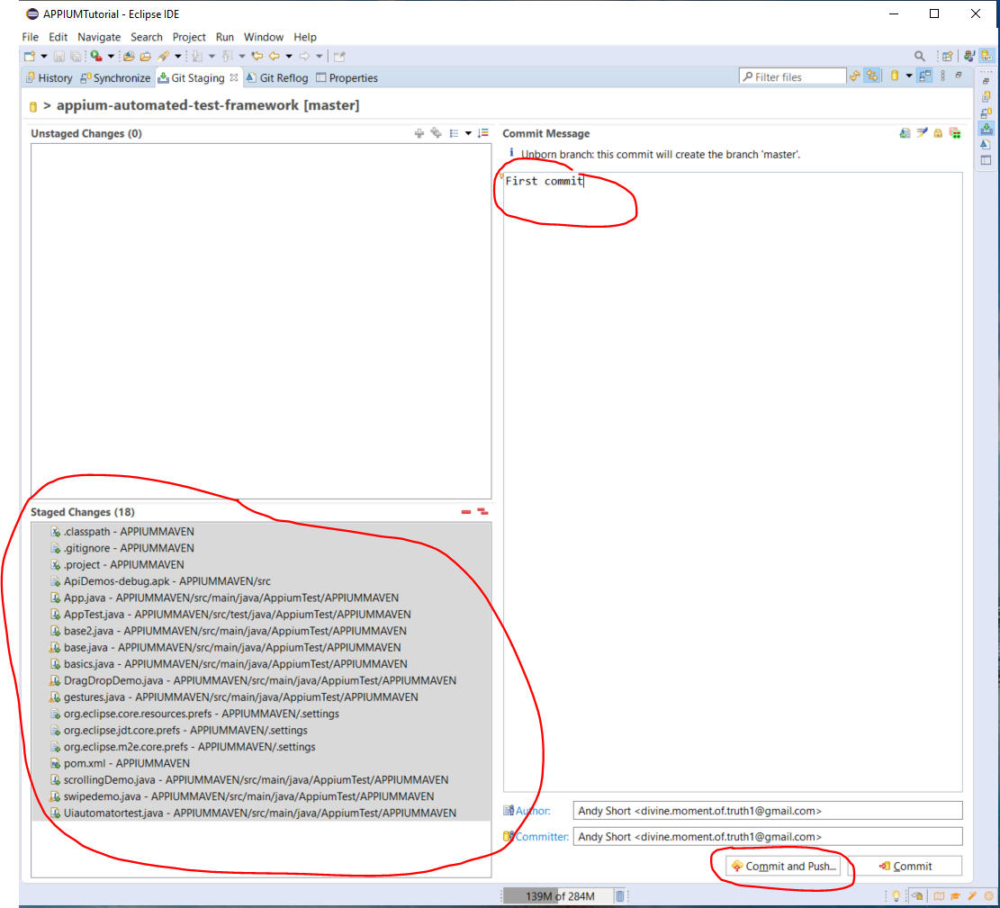 APPIUMTutorial - Eclipse IDE
File Edit Navigate Search Project Run Window Help
History Synchronize Git Staging Git Reflog Properties
Filter files
> appium-automated-test-framework [master]
Unstaged Changes (0)
Commit Message
Unborn branch: this commit will create the branch 'master'.
First commit
Staged Changes (18)
.classpath - APPIUMMAVEN
.gitignore - APPIUMMAVEN
.project - APPIUMMAVEN
ApiDemos-debug.apk - APPIUMMAVEN/src
App.java - APPIUMMAVEN/src/main/java/AppiumTest/APPIUMMAVEN
AppTest.java - APPIUMMAVEN/src/test/java/AppiumTest/APPIUMMAVEN
base2.java - APPIUMMAVEN/src/main/java/AppiumTest/APPIUMMAVEN
base.java - APPIUMMAVEN/src/main/java/AppiumTest/APPIUMMAVEN
basics.java - APPIUMMAVEN/src/main/java/AppiumTest/APPIUMMAVEN
DragDropDemo.java - APPIUMMAVEN/src/main/java/AppiumTest/APPIUMMAVEN
gestures.java - APPIUMMAVEN/src/main/java/AppiumTest/APPIUMMAVEN
org.eclipse.core.resources.prefs - APPIUMMAVEN/.settings
org.eclipse.jdt.core.prefs - APPIUMMAVEN/.settings
org.eclipse.m2e.core.prefs - APPIUMMAVEN/.settings
pom.xml - APPIUMMAVEN
scrollingDemo.java - APPIUMMAVEN/src/main/java/AppiumTest/APPIUMMAVEN
swipedemo.java - APPIUMMAVEN/src/main/java/AppiumTest/APPIUMMAVEN
Uiautomatortest.java - APPIUMMAVEN/src/main/java/AppiumTest/APPIUMMAVEN
Author: Andy Short <divine.moment.of.truth1@gmail.com>
Committer: Andy Short <divine.moment.of.truth1@gmail.com>
Commit and Push... Commit
139M of 284M